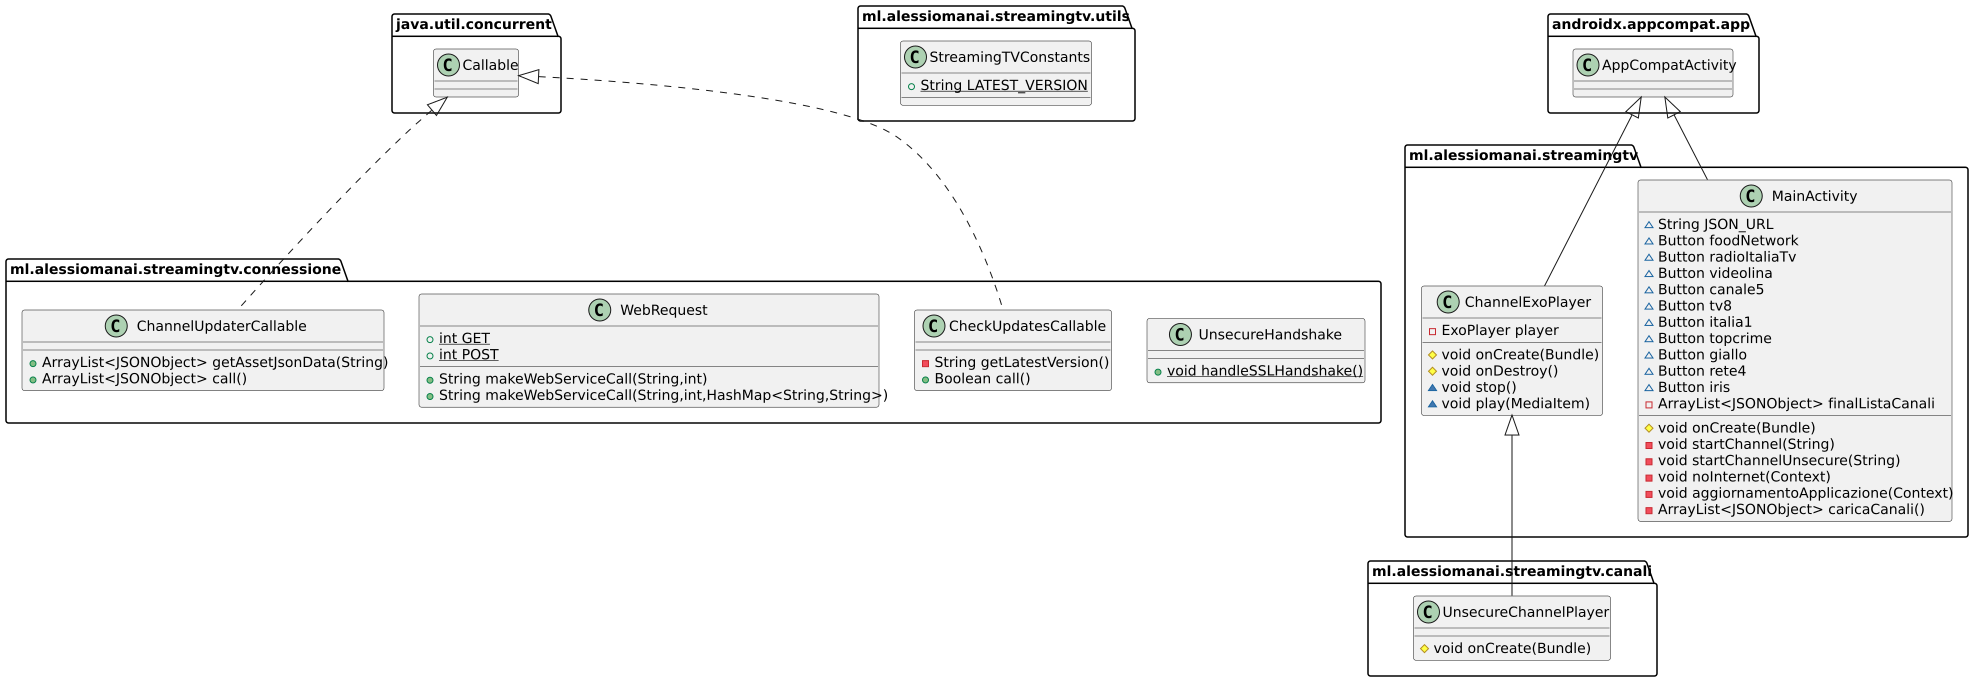 java.util.concurrent
C Callable
ml.alessiomanai.streamingtv.utils
C StreamingTVConstants
String LATEST_VERSION
androidx.appcompat.app
C AppCompatActivity
ml.alessiomanai.streamingtv.connessione
C ChannelUpdaterCallable
ArrayList<JSONObject> getAssetJsonData(String)
ArrayList<JSONObject> call()
C WebRequest
int GET
int POST
String makeWebServiceCall(String,int)
String makeWebServiceCall(String,int,HashMap<String,String>)
C CheckUpdatesCallable
String getLatestVersion()
Boolean call()
C UnsecureHandshake
void handleSSLHandshake()
ml.alessiomanai.streamingtv
C ChannelExoPlayer
ExoPlayer player
void onCreate(Bundle)
void onDestroy()
void stop()
void play(MediaItem)
C MainActivity
String JSON_URL
Button foodNetwork
Button radioItaliaTv
Button videolina
Button canale5
Button tv8
Button italia1
Button topcrime
Button giallo
Button rete4
Button iris
ArrayList<JSONObject> finalListaCanali
void onCreate(Bundle)
void startChannel(String)
void startChannelUnsecure(String)
void noInternet(Context)
void aggiornamentoApplicazione(Context)
ArrayList<JSONObject> caricaCanali()
ml.alessiomanai.streamingtv.canali
C UnsecureChannelPlayer
void onCreate(Bundle)